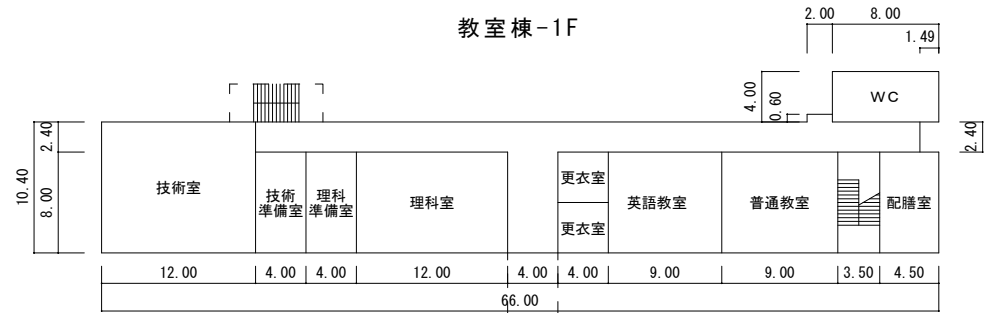 教室棟-1F
2.00 8.00
1.49
4.00
0.60
WC
2.40
2.40
10.40
8.00
技術室
技術
準備室
理科
準備室
理科室
更衣室
更衣室
英語教室
普通教室
配膳室
12.00 4.00 4.00 12.00 4.00 4.00 9.00 9.00 3.50 4.50
66.00